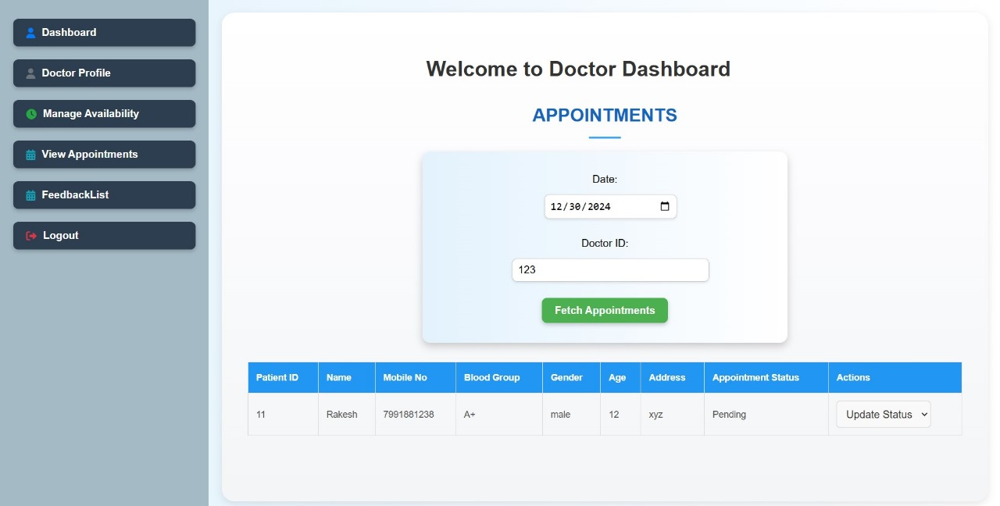 Dashboard
Doctor Profile
Manage Availability
View Appointments
FeedbackList
Logout
Welcome to Doctor Dashboard
APPOINTMENTS
Date:
12/30/2024
Doctor ID:
123
Fetch Appointments
Patient ID Name Mobile No Blood Group Gender Age Address Appointment Status Actions
11 Rakesh 7991881238 A+ male 12 xyz Pending Update Status